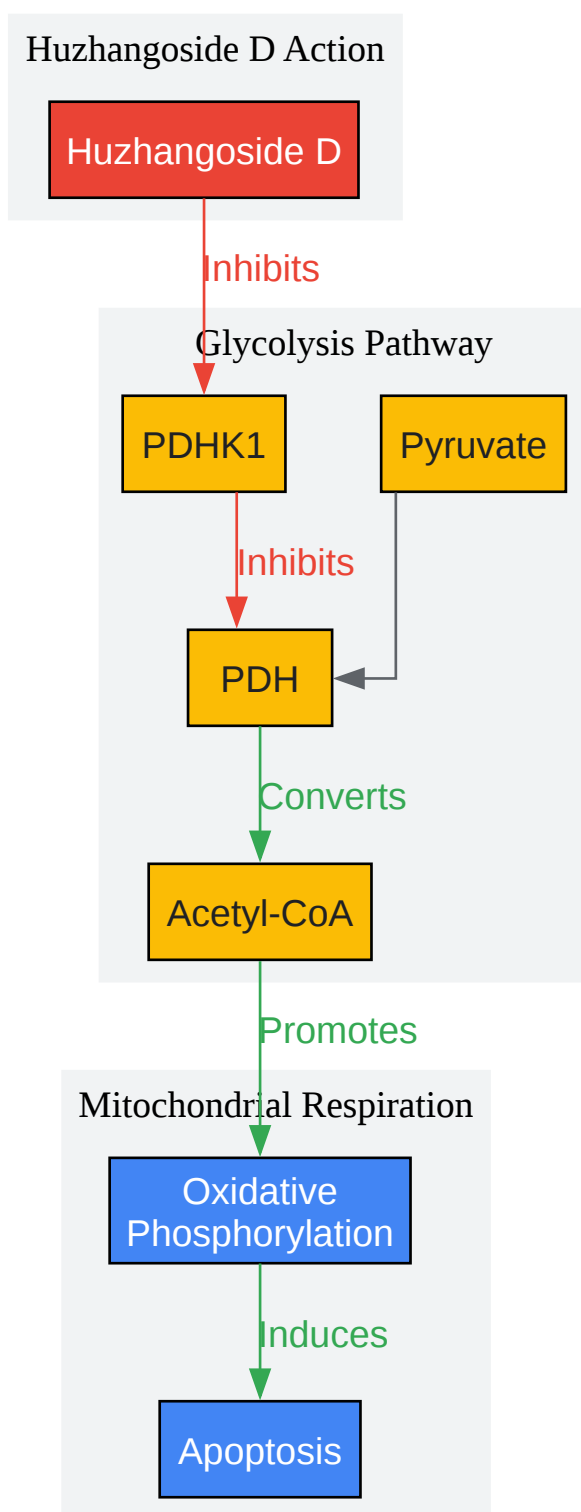 Huzhangoside D Action
Huzhangoside D
Inhibits
Glycolysis Pathway
PDHK1
Pyruvate
Inhibits
PDH
Converts
Acetyl-CoA
Promotes
Mitochondrial Respiration
Oxidative
Phosphorylation
Induces
Apoptosis